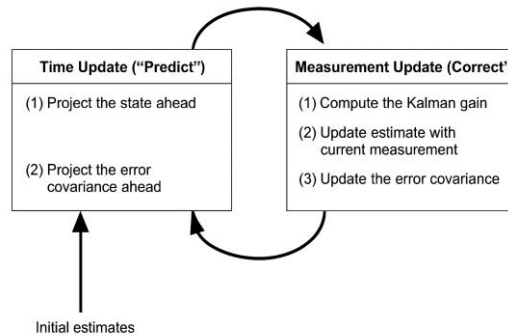 Time Update (“Predict”)
(1) Project the state ahead
(2) Project the error
covariance ahead
Measurement Update (Correct”
(1) Compute the Kalman gain
(2) Update estimate with
current measurement
(3) Update the error covariance
Initial estimates